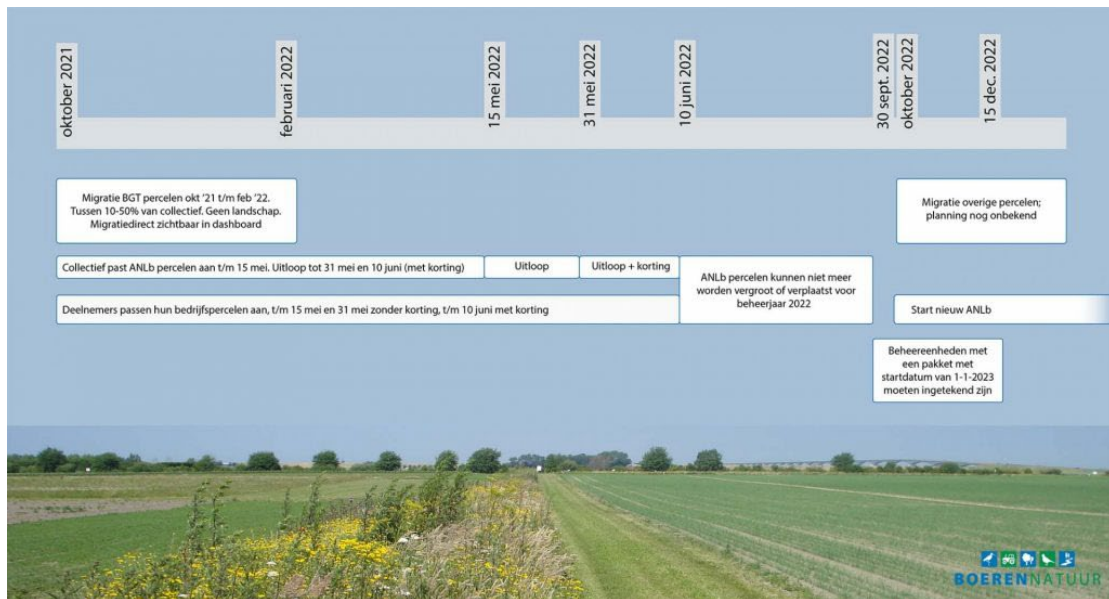 oktober 2021
februari 2022
15 mei 2022
31 mei 2022
10 juni 2022
30 sept. 2022
oktober 2022
15 dec. 2022
Migratie BGT percelen okt '21 t/m feb '22.
Tussen 10-50% van collectief. Geen landschap.
Migratiedirect zichtbaar in dashboard
Migratie overige percelen;
planning nog onbekend
Collectief past ANLb percelen aan t/m 15 mei. Uitloop tot 31 mei en 10 juni (met korting)
Uitloop
Uitloop + korting
ANLb percelen kunnen niet meer
worden vergroot of verplaatst voor
beheerjaar 2022
Deelnemers passen hun bedrijfspercelen aan, t/m 15 mei en 31 mei zonder korting, t/m 10 juni met korting
Start nieuw ANLb
Beheereenheden met
een pakket met
startdatum van 1-1-2023
moeten ingetekend zijn
BOERENNATUUR